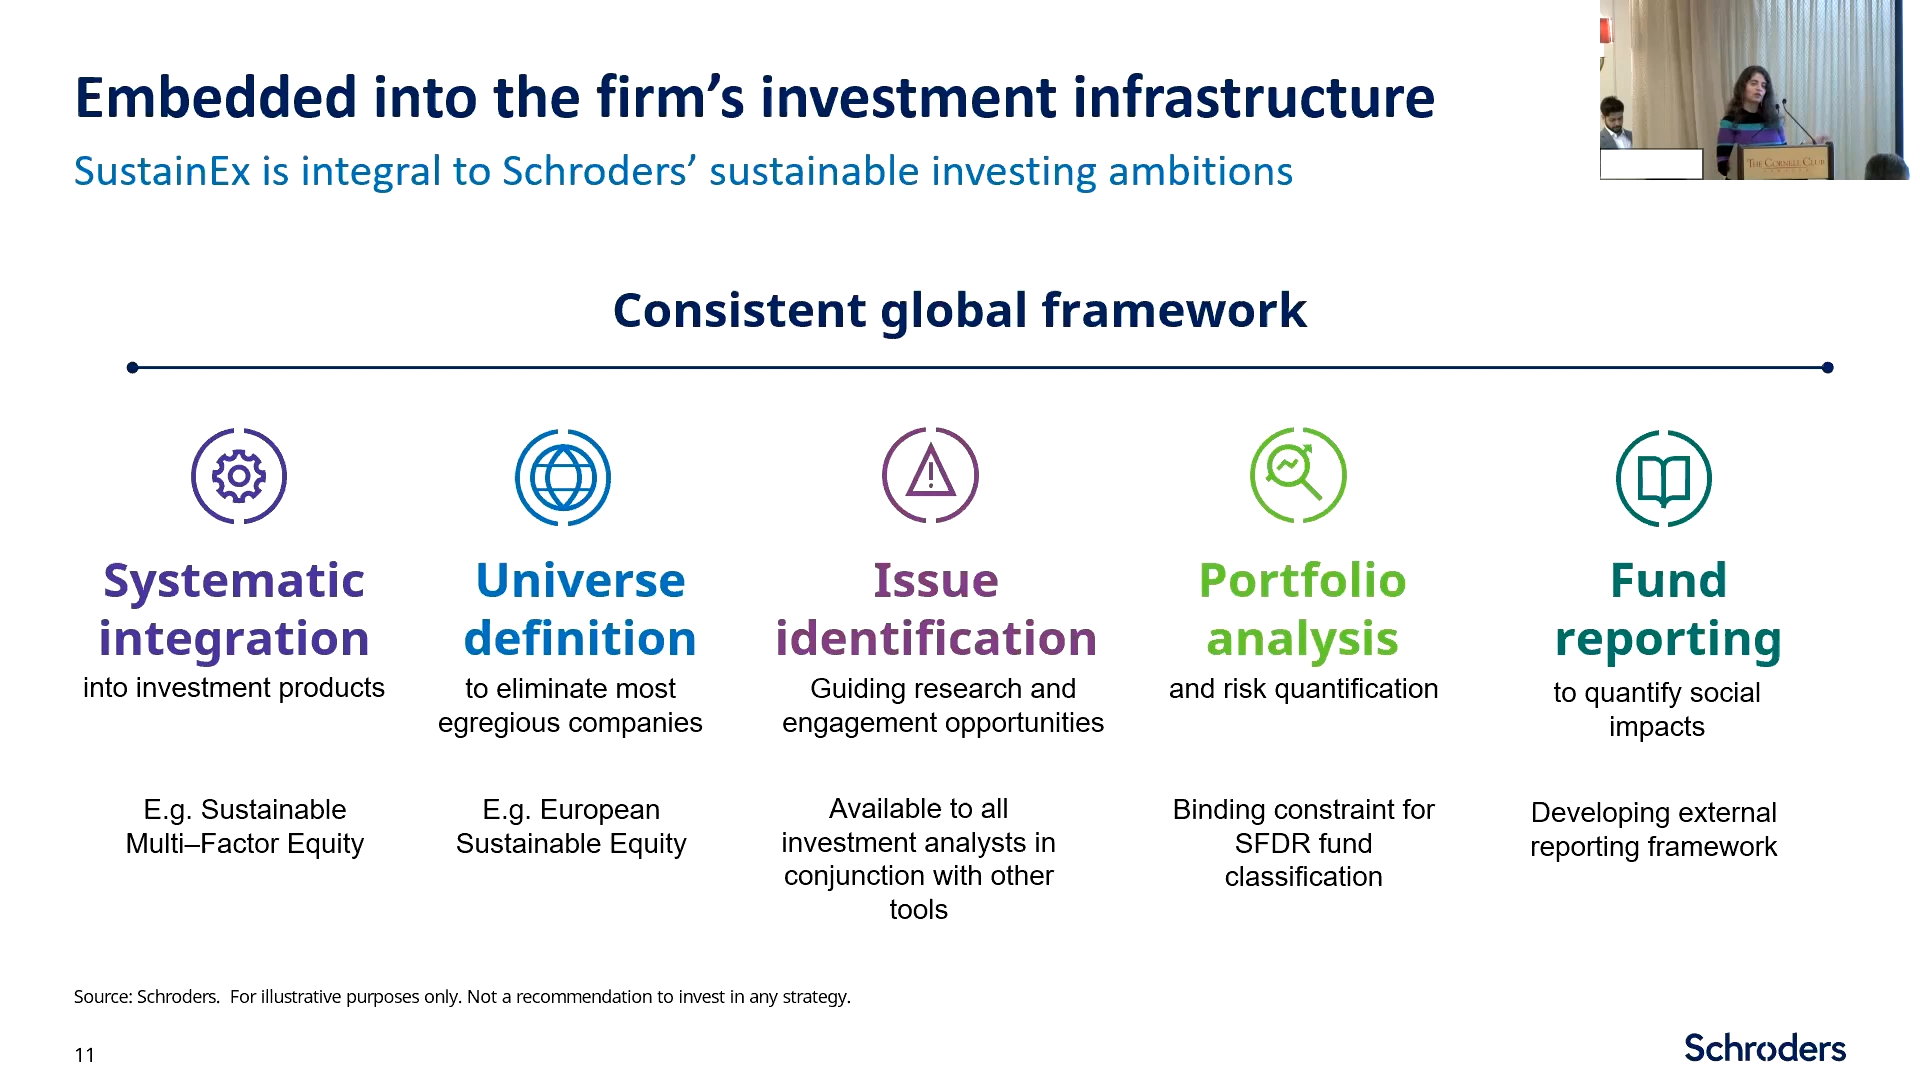 Embedded into the firm’s investment infrastructure
SustainEx is integral to Schroders’ sustainable investing ambitions
THE CORNELL CLUB
Consistent global framework
Systematic
integration
into investment products
E.g. Sustainable
Multi–Factor Equity
Universe
definition
to eliminate most
egregious companies
E.g. European
Sustainable Equity
Issue
identification
Guiding research and
engagement opportunities
Available to all
investment analysts in
conjunction with other
tools
Portfolio
analysis
and risk quantification
Binding constraint for
SFDR fund
classification
Fund
reporting
to quantify social
impacts
Developing external
reporting framework
Source: Schroders.  For illustrative purposes only. Not a recommendation to invest in any strategy.
11
Schroders